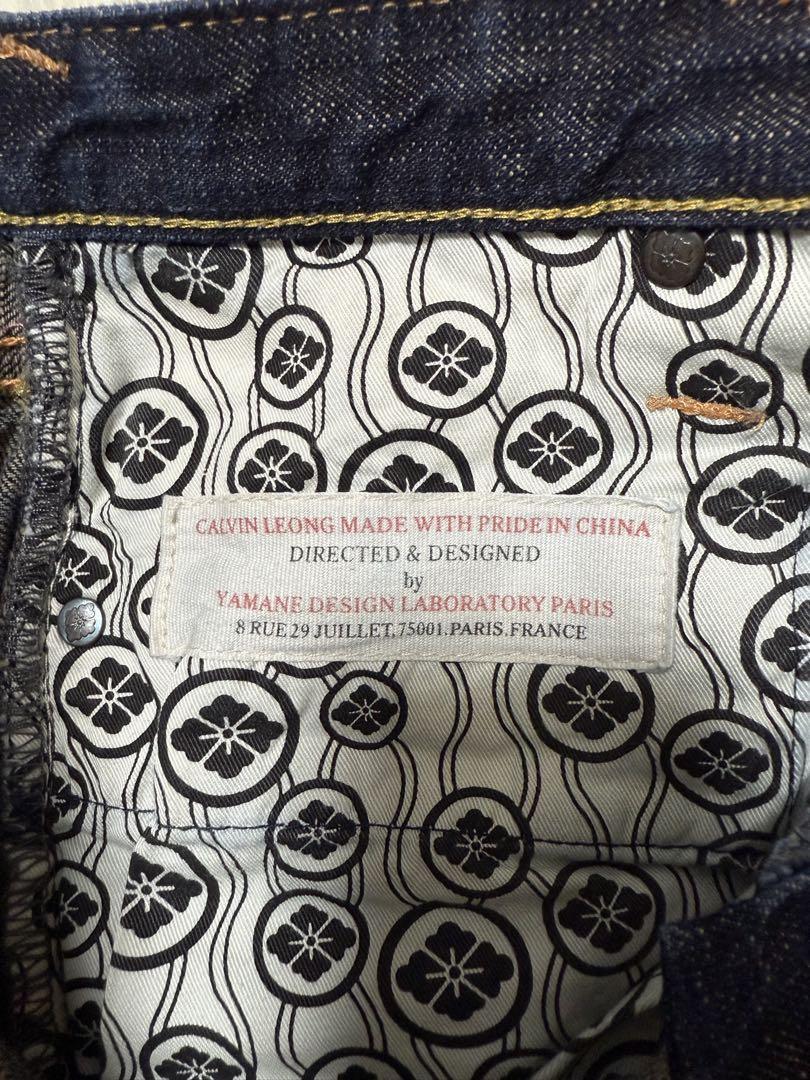 CALVIN LEONG MADE WITH PRIDE IN CHINA
DIRECTED & DESIGNED
by
YAMANE DESIGN LABORATORY PARIS
8 RUE 29 JUILLET. 75001. PARIS. FRANCE